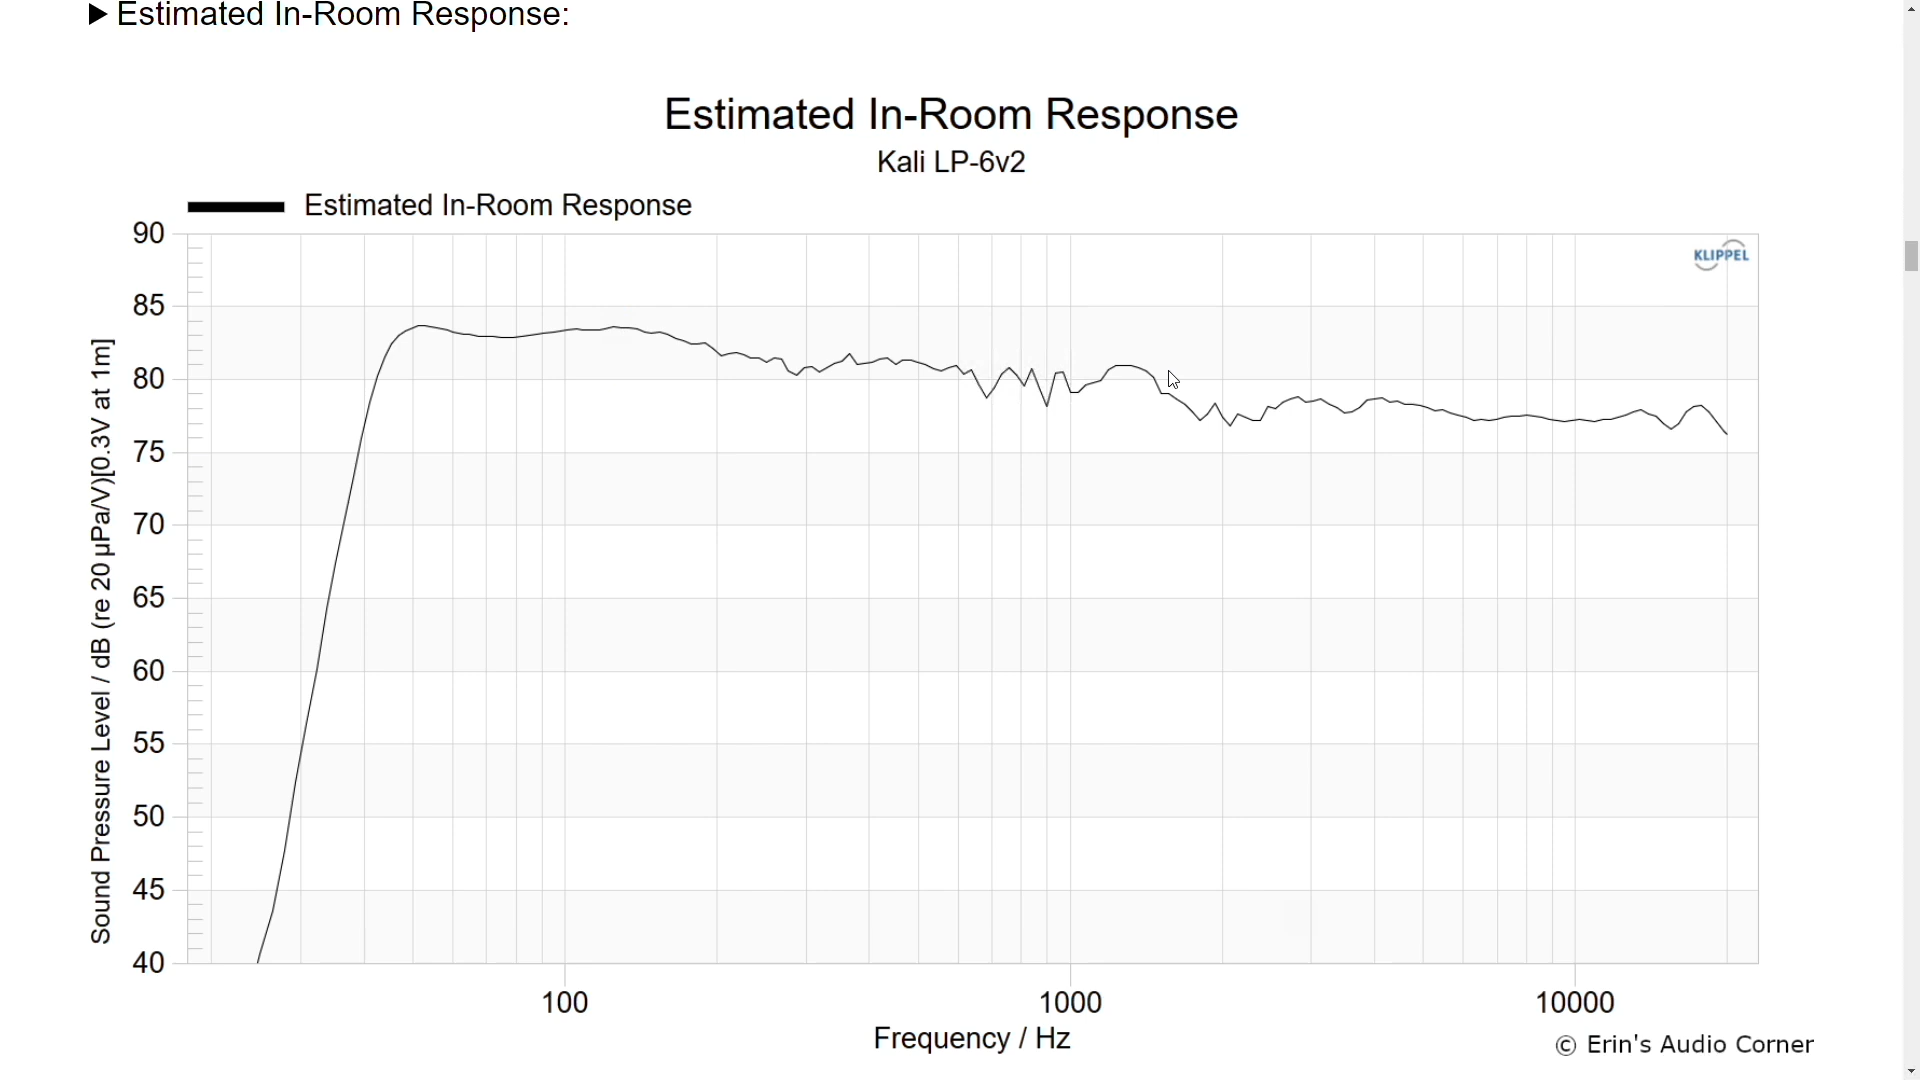 ▶ Estimated In-Room Response:
Estimated In-Room Response
Kali LP-6v2
Estimated In-Room Response
KLIPPEL
90
85
80
75
70
65
60
55
50
45
40
Sound Pressure Level / dB (re 20 µPa/V)[0.3V at 1m]
100
1000
10000
Frequency / Hz
© Erin's Audio Corner